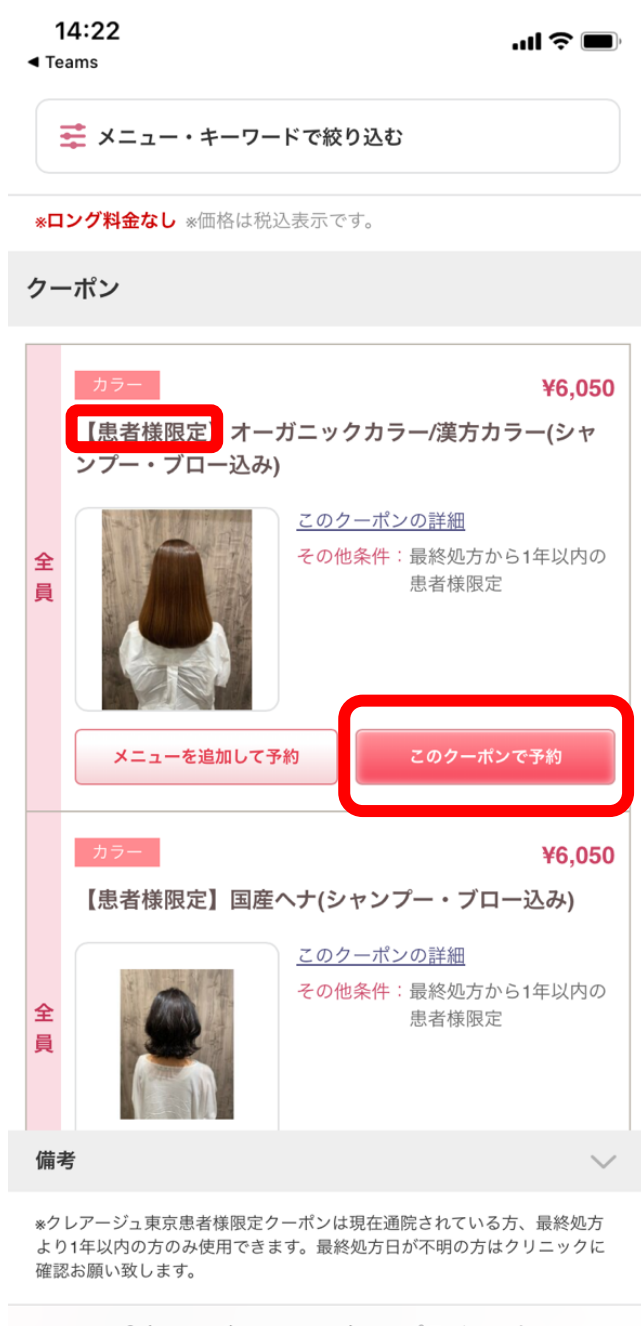 14:22
◀ Teams
メニュー・キーワードで絞り込む
※ロング料金なし ※価格は税込表示です。
クーポン
全員
カラー
¥6,050
【患者様限定】オーガニックカラー/漢方カラー(シャ
ンプー・ブロー込み)
このクーポンの詳細
その他条件：最終処方から1年以内の
患者様限定
メニューを追加して予約
このクーポンで予約
全員
カラー
¥6,050
【患者様限定】国産ヘナ(シャンプー・ブロー込み)
このクーポンの詳細
その他条件：最終処方から1年以内の
患者様限定
備考
※クレアージュ東京患者様限定クーポンは現在通院されている方、最終処方
より1年以内の方のみ使用できます。最終処方日が不明の方はクリニックに
確認お願い致します。